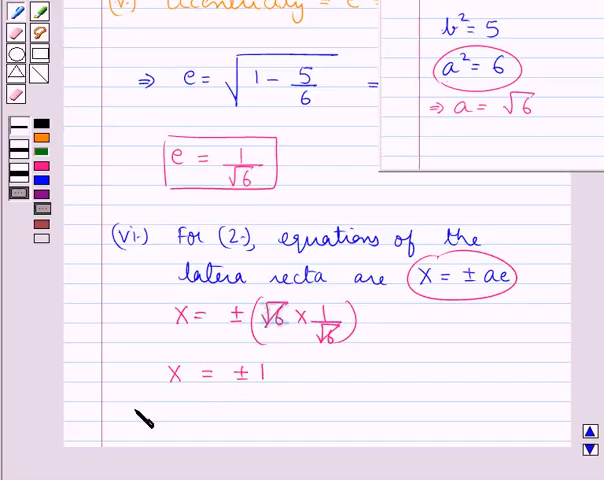 (v.) Eccentricity = e =
⇒ e = √(1 - 5/6) =
e = 1/√6
b² = 5
a² = 6
⇒ a = √6
(vi.) For (2.), equations of the
latera recta are X = ± ae
X = ± (√6 × 1/√6)
X = ± 1